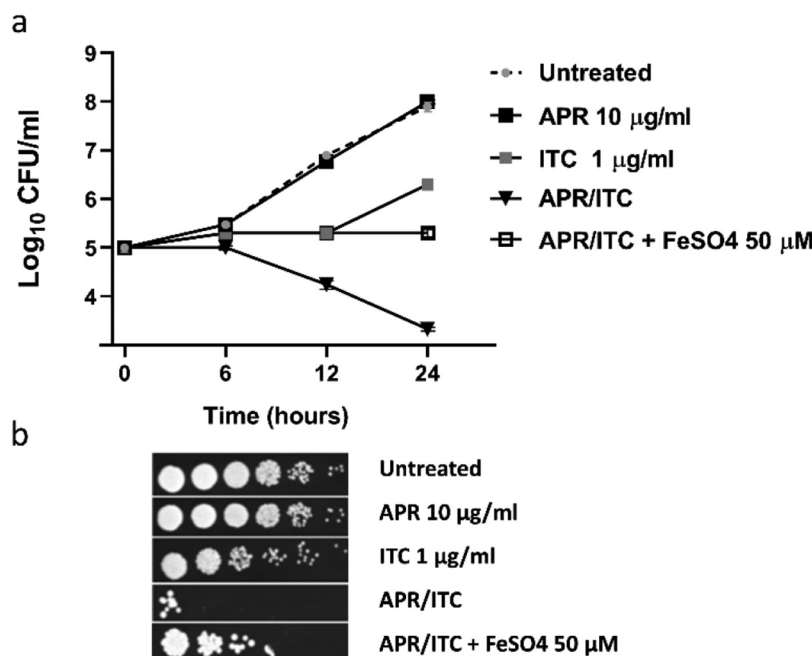 a
Log10 CFU/ml
9
8
7
6
5
4
0
6
12
24
Time (hours)
Untreated
APR 10 μg/ml
ITC 1 μg/ml
APR/ITC
APR/ITC + FeSO4 50 μM
b
Untreated
APR 10 μg/ml
ITC 1 μg/ml
APR/ITC
APR/ITC + FeSO4 50 μM